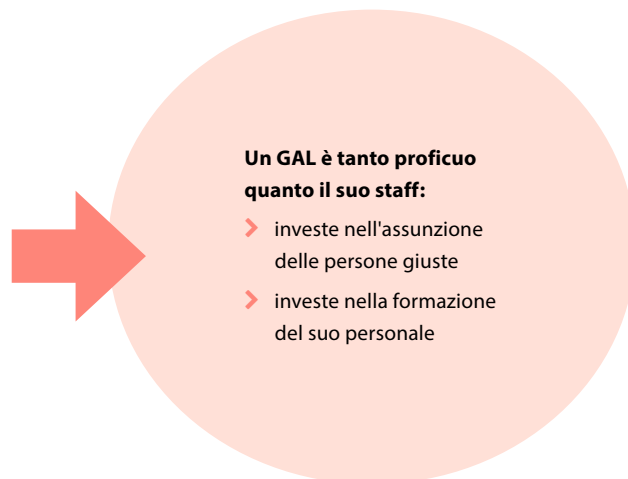 Un GAL è tanto proficuo
quanto il suo staff:
investe nell'assunzione
delle persone giuste
investe nella formazione
del suo personale